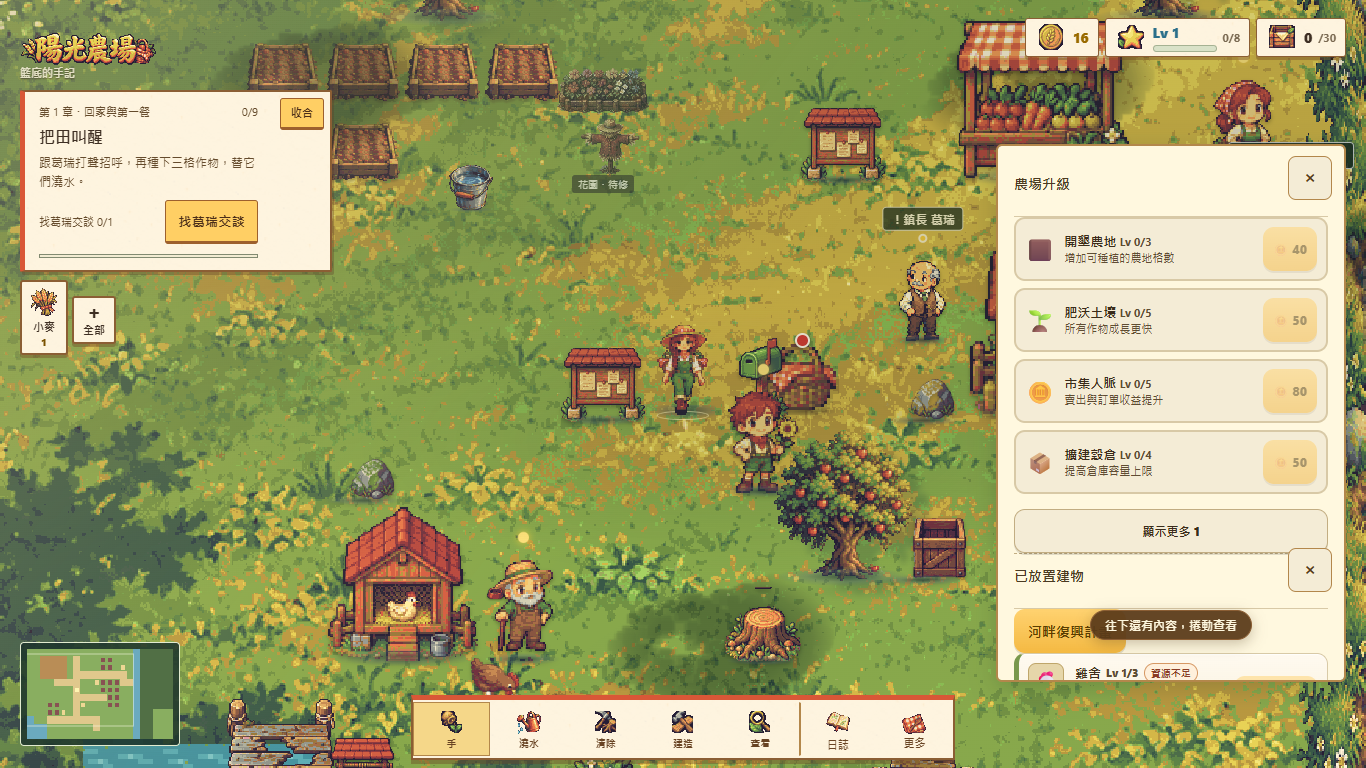 陽光農場
籃底的手記
第 1 章 · 回家與第一餐
0/9
收合
把田叫醒
跟葛瑞打聲招呼，再種下三格作物，替它
們澆水。
找葛瑞交談 0/1
找葛瑞交談
小麥
1
+
全部
花圃 · 待修
! 鎮長 葛瑞
16
Lv 1
0/8
0 /30
農場升級
×
開墾農地 Lv 0/3
增加可種植的農地格數
40
肥沃土壤 Lv 0/5
所有作物成長更快
50
市集人脈 Lv 0/5
賣出與訂單收益提升
80
擴建穀倉 Lv 0/4
提高倉庫容量上限
50
顯示更多 1
已放置建物
×
河畔復興
往下還有內容，捲動查看
雞舍 Lv 1/3
資源不足
手
澆水
清除
建造
查看
日誌
更多